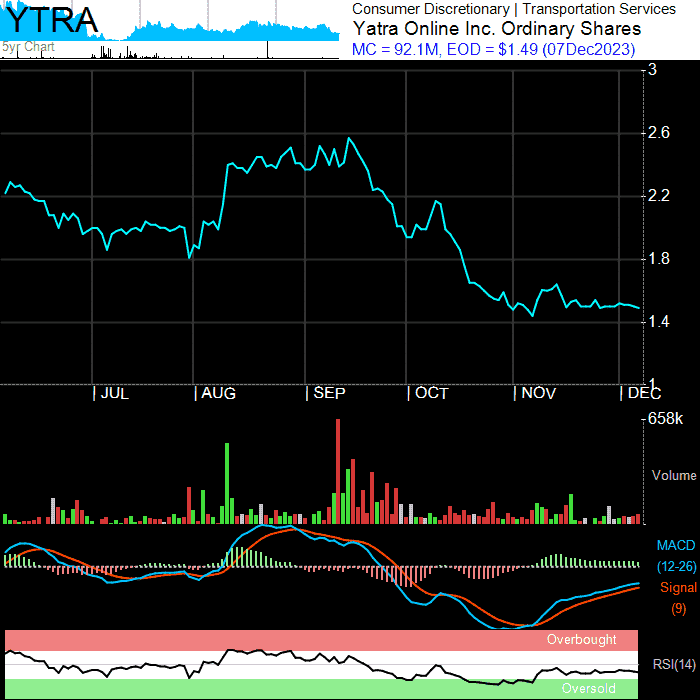 YTRA
5yr Chart
Consumer Discretionary | Transportation Services
Yatra Online Inc. Ordinary Shares
MC = 92.1M, EOD = $1.49 (07Dec2023)
3
2.6
2.2
1.8
1.4
1
| JUL | AUG | SEP | OCT | NOV | DEC
658k
Volume
MACD
(12-26)
Signal
(9)
Overbought
RSI(14)
Oversold